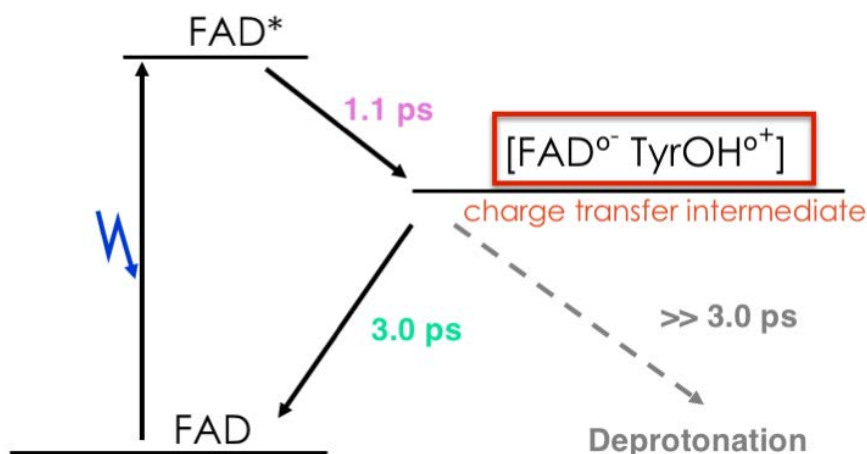 FAD*
1.1 ps
[FAD°⁻ TyrOH°⁺]
charge transfer intermediate
3.0 ps
>> 3.0 ps
FAD
Deprotonation